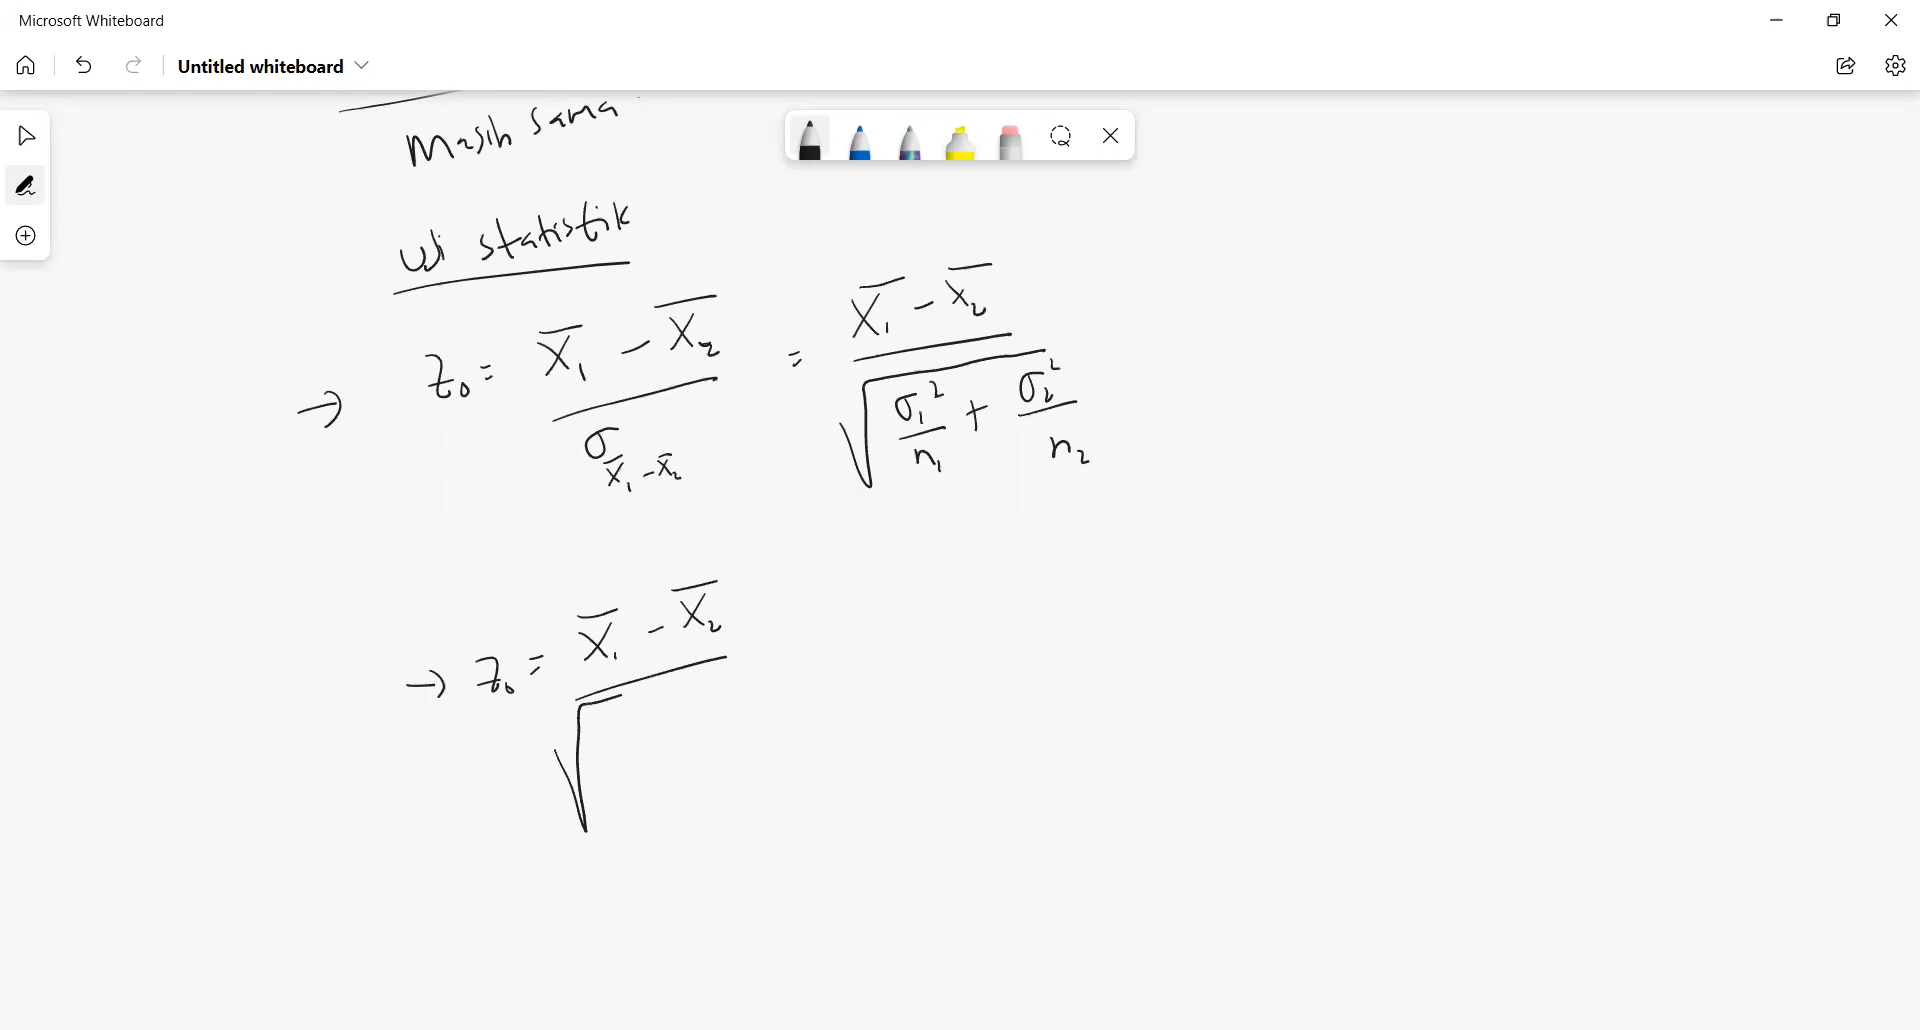 Microsoft Whiteboard
Untitled whiteboard
Masih sama
Uji statistik
→ Z₀ = (X̄₁ - X̄₂) / σ_(X̄₁ - X̄₂) = (X̄₁ - X̄₂) / √(σ₁²/n₁ + σ₂²/n₂)
→ Z₀ = (X̄₁ - X̄₂) / √